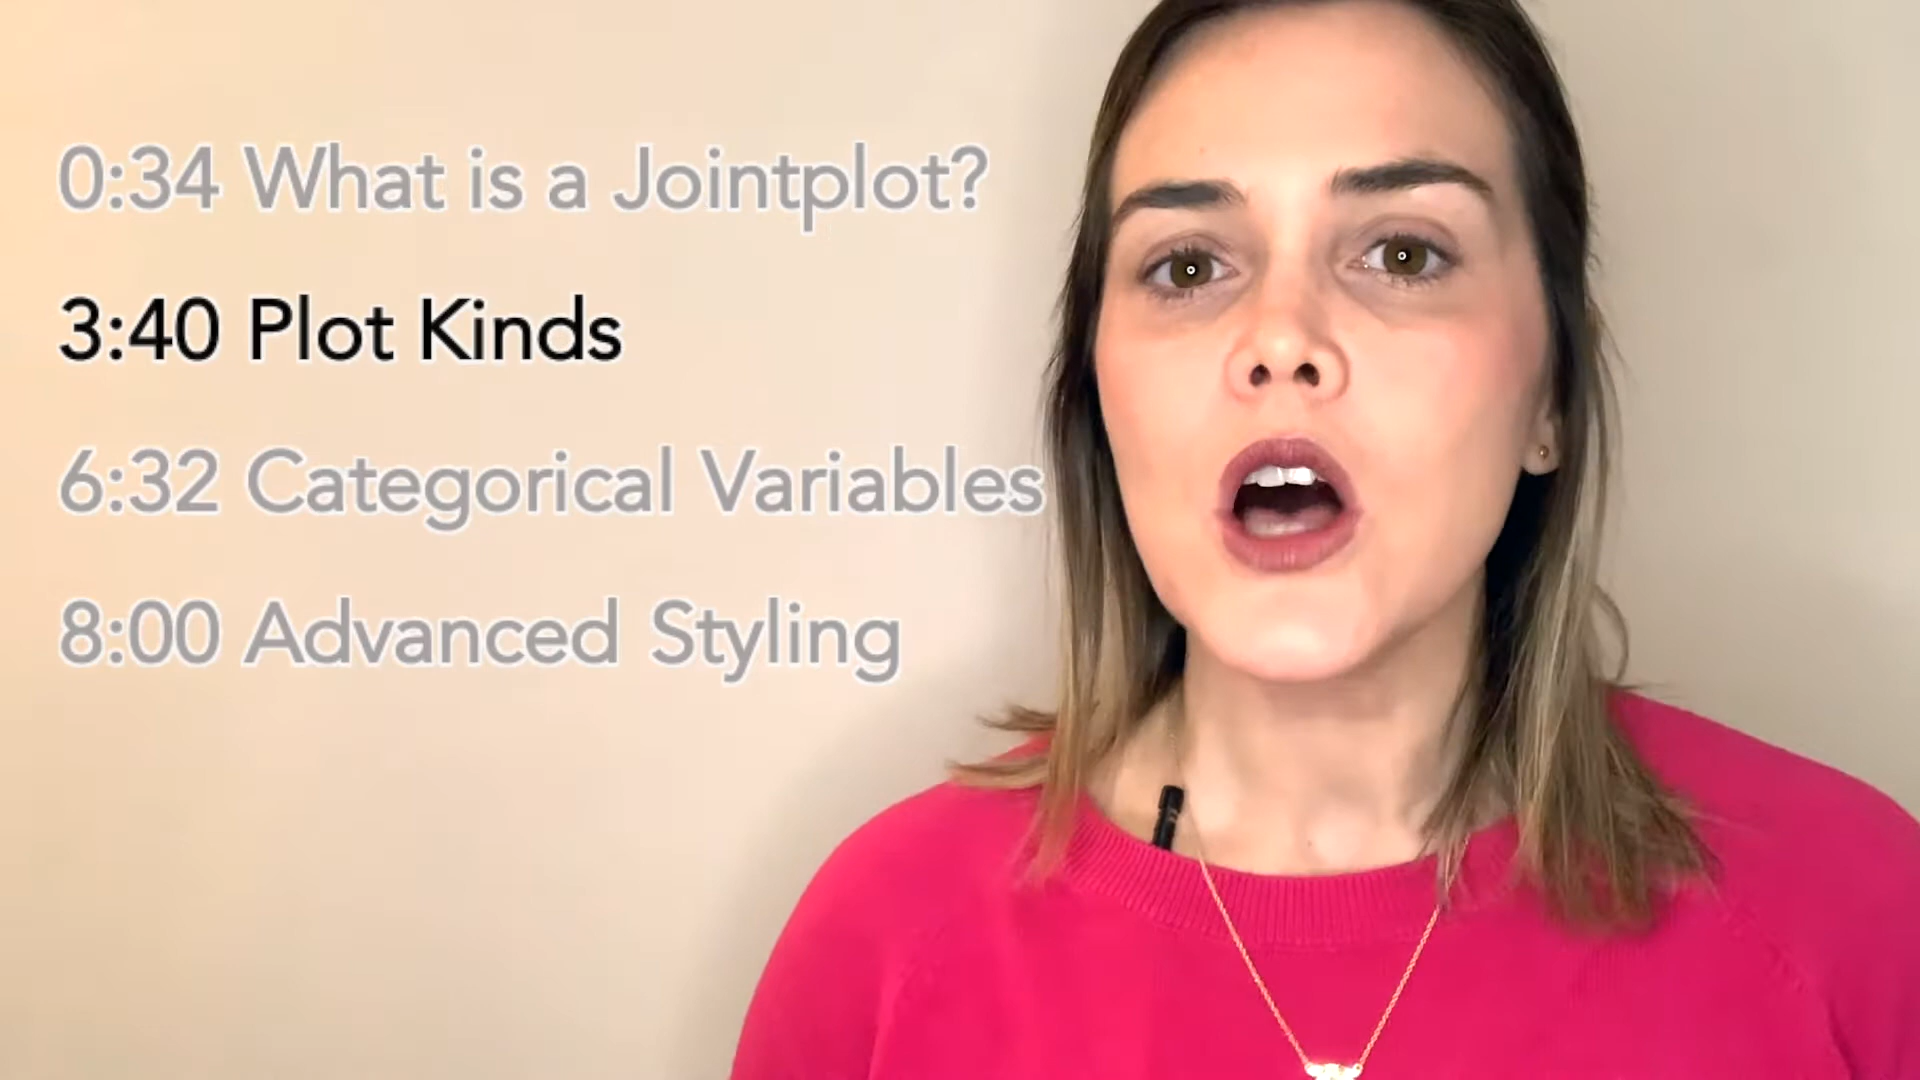 0:34 What is a Jointplot?
3:40 Plot Kinds
6:32 Categorical Variables
8:00 Advanced Styling